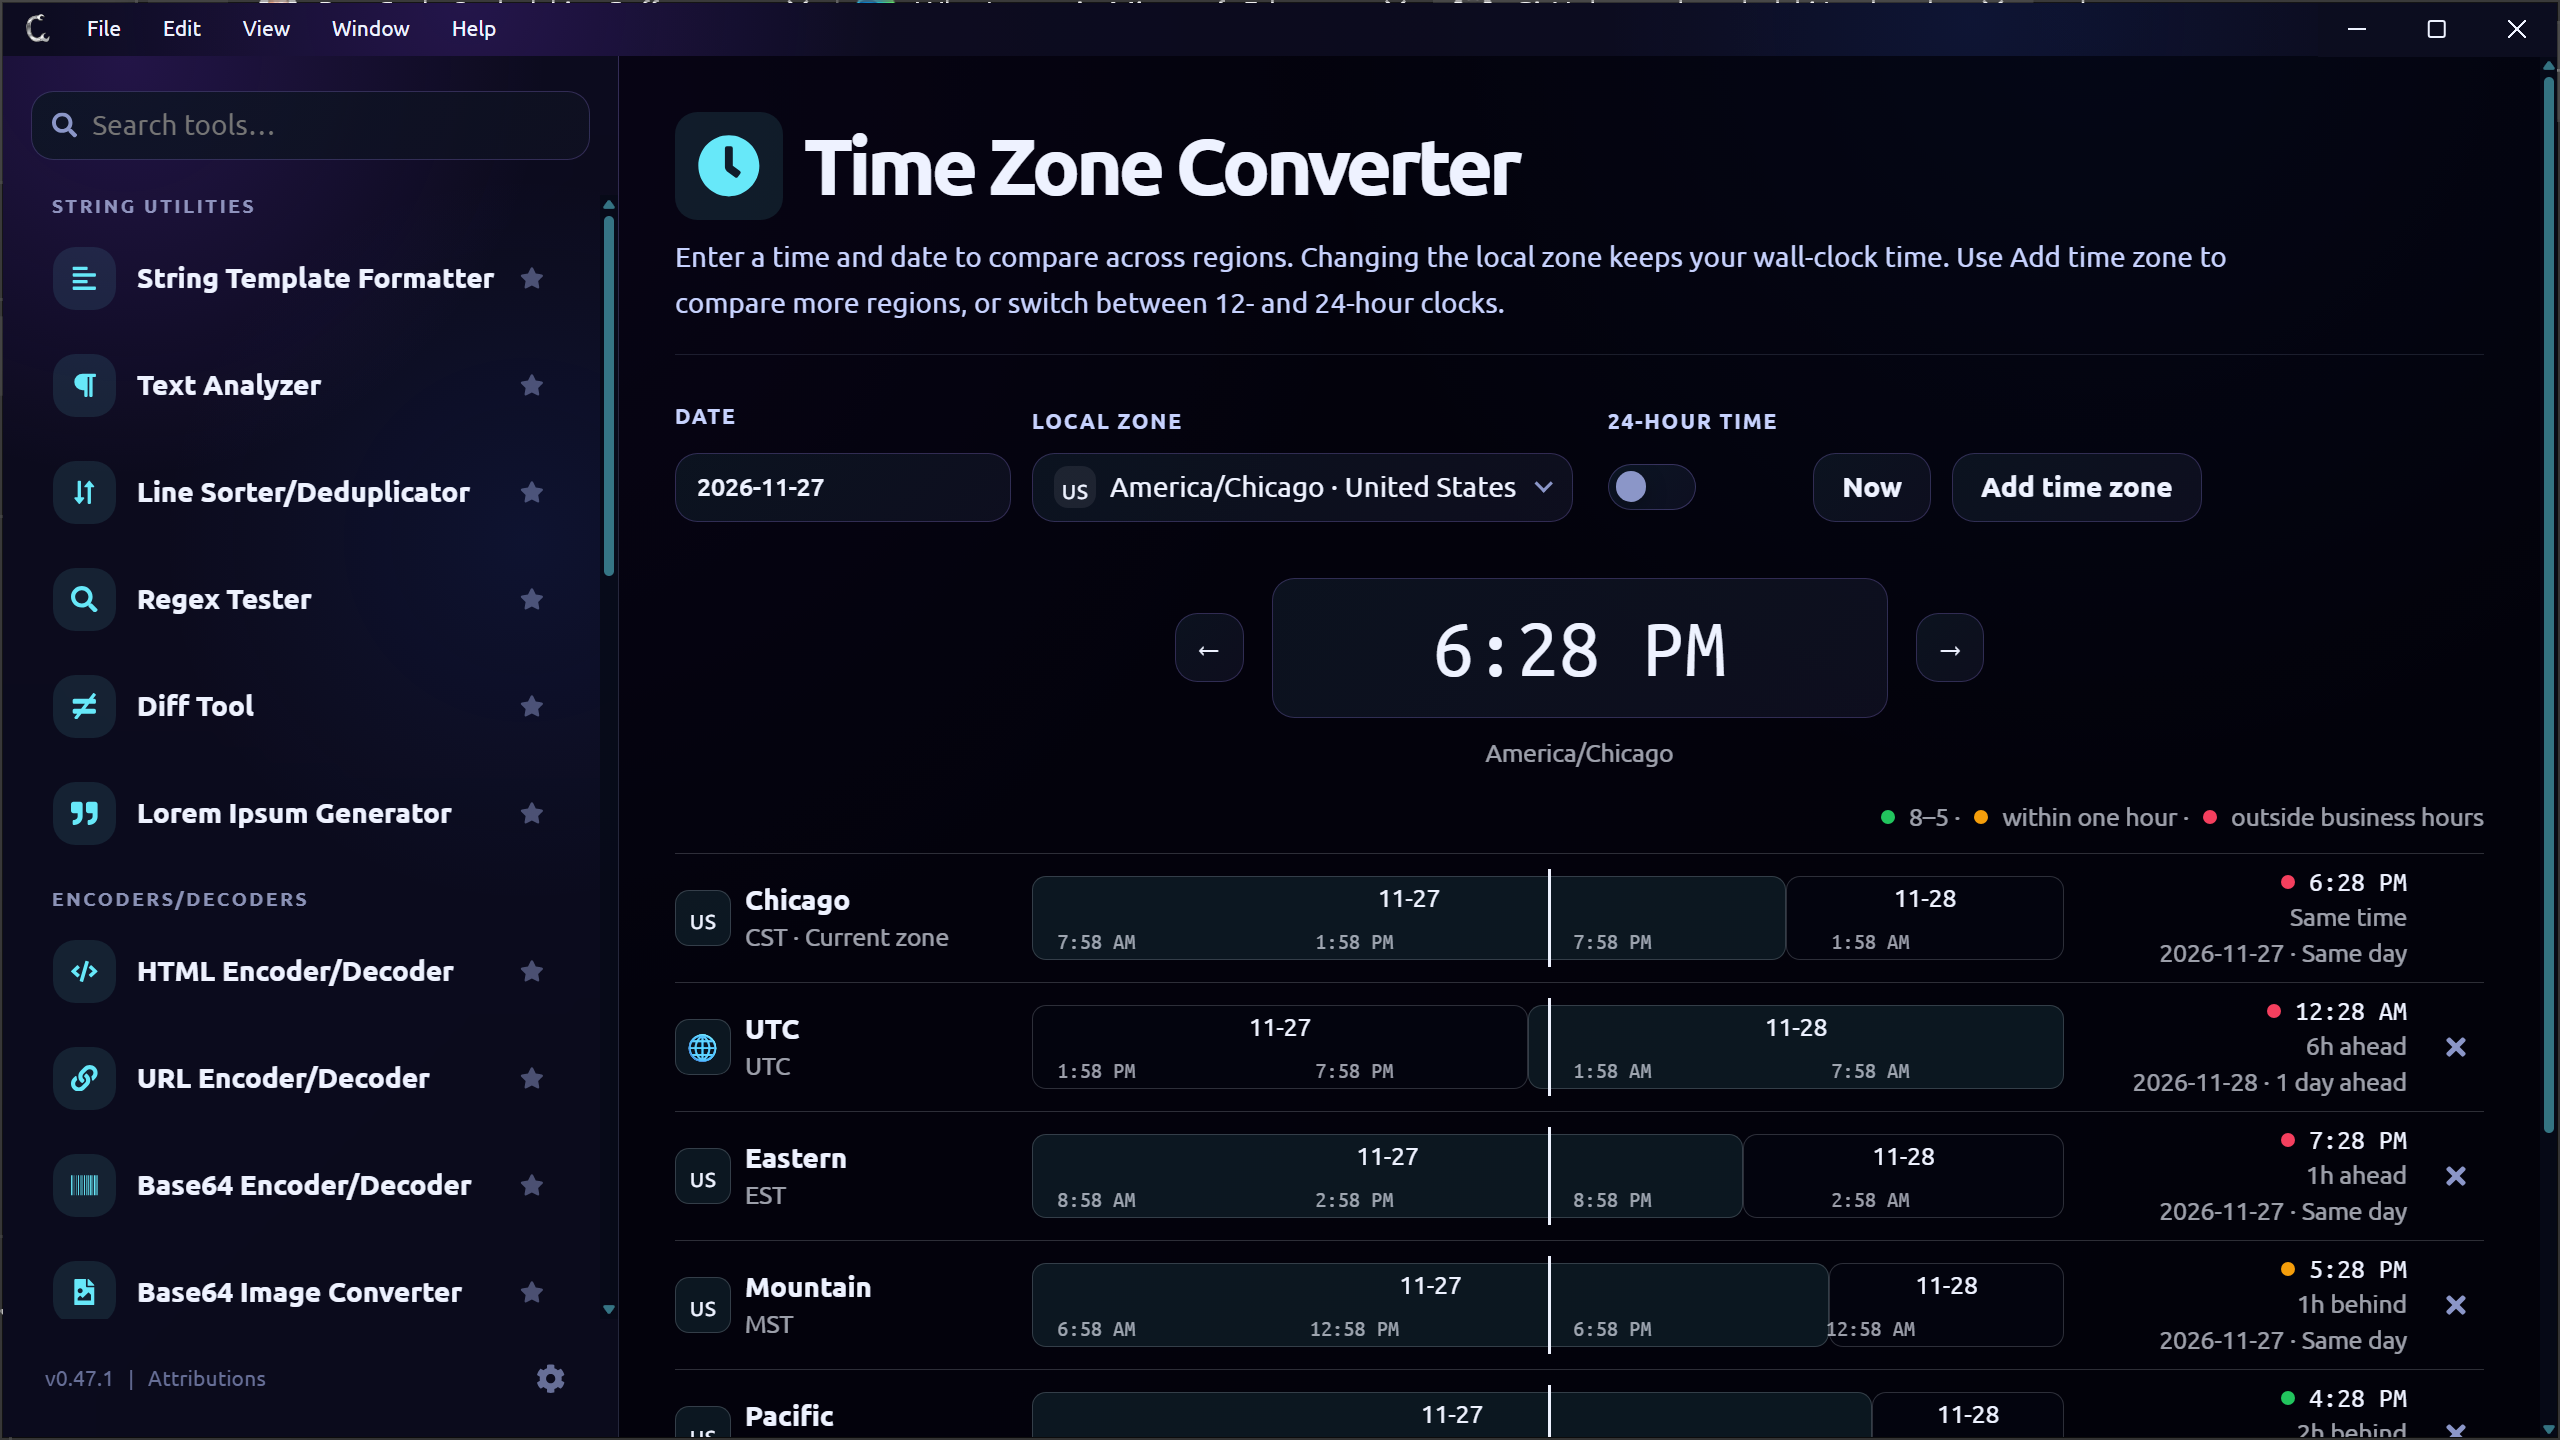 File Edit View Window Help
Search tools...
STRING UTILITIES
String Template Formatter
Text Analyzer
Line Sorter/Deduplicator
Regex Tester
Diff Tool
Lorem Ipsum Generator
ENCODERS/DECODERS
HTML Encoder/Decoder
URL Encoder/Decoder
Base64 Encoder/Decoder
Base64 Image Converter
v0.47.1 | Attributions
Time Zone Converter
Enter a time and date to compare across regions. Changing the local zone keeps your wall-clock time. Use Add time zone to
compare more regions, or switch between 12- and 24-hour clocks.
DATE LOCAL ZONE 24-HOUR TIME
2026-11-27 US America/Chicago · United States Now Add time zone
← 6:28 PM →
America/Chicago
8–5 · within one hour · outside business hours
US Chicago
CST · Current zone
11-27 11-28
7:58 AM 1:58 PM 7:58 PM 1:58 AM
6:28 PM
Same time
2026-11-27 · Same day
UTC
UTC
11-27 11-28
1:58 PM 7:58 PM 1:58 AM 7:58 AM
12:28 AM
6h ahead
2026-11-28 · 1 day ahead
US Eastern
EST
11-27 11-28
8:58 AM 2:58 PM 8:58 PM 2:58 AM
7:28 PM
1h ahead
2026-11-27 · Same day
US Mountain
MST
11-27 11-28
6:58 AM 12:58 PM 6:58 PM 12:58 AM
5:28 PM
1h behind
2026-11-27 · Same day
US Pacific
11-27 11-28
4:28 PM
2h behind